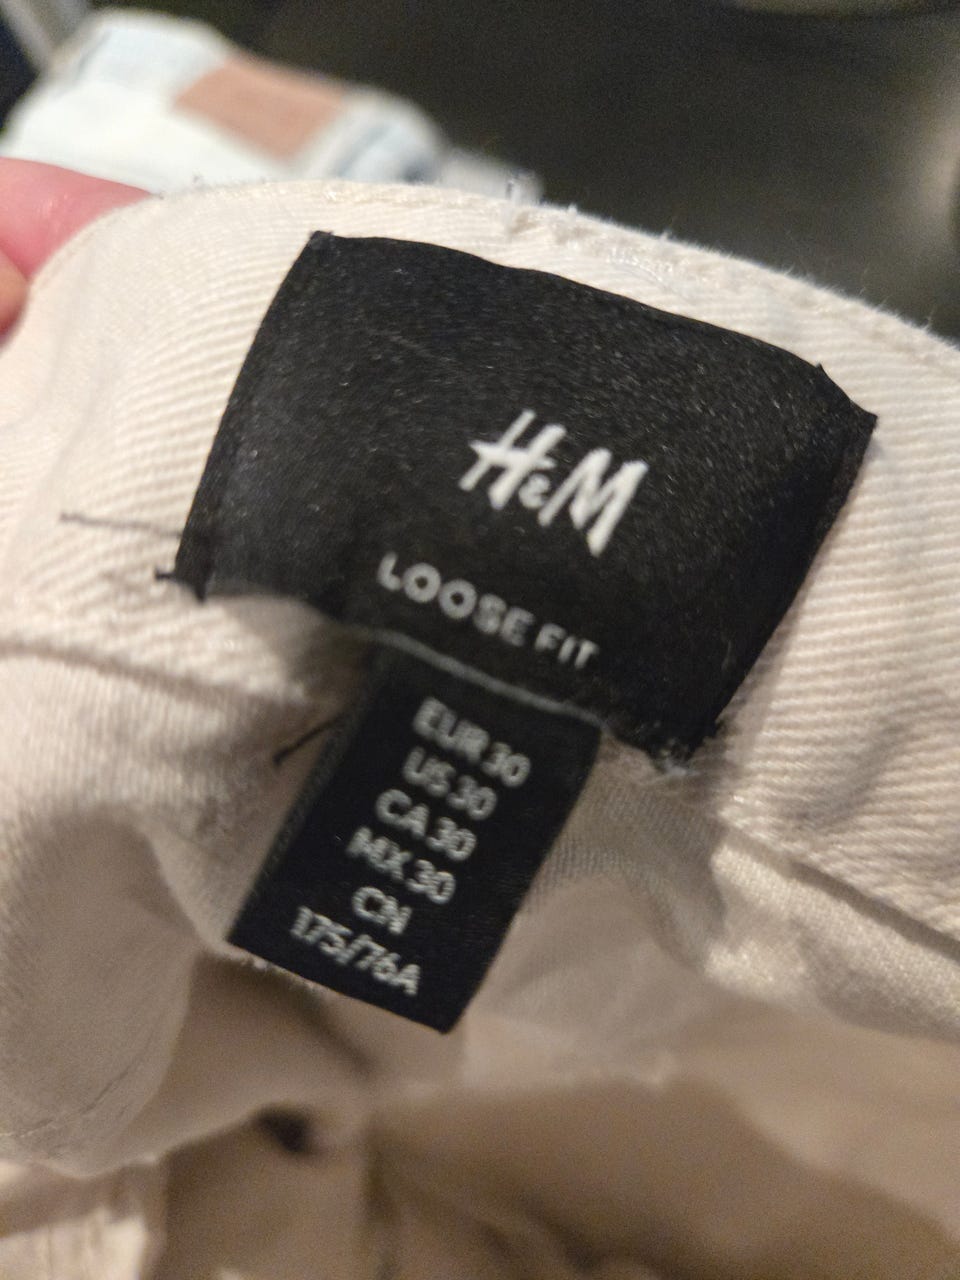 H&M
LOOSE FIT
EUR 30
US 30
CA 30
MX 30
CN
175/76A